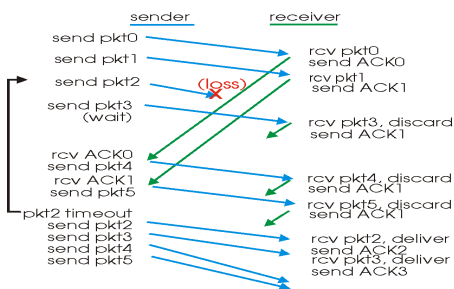 sender
receiver
send pkt0
send pkt1
send pkt2
(loss)
send pkt3
(wait)
rcv pkt0
send ACK0
rcv pkt1
send ACK1
rcv pkt3, discard
send ACK1
rcv ACK0
send pkt4
rcv ACK1
send pkt5
rcv pkt4, discard
send ACK1
rcv pkt5, discard
send ACK1
pkt2 timeout
send pkt2
send pkt3
send pkt4
send pkt5
rcv pkt2, deliver
send ACK2
rcv pkt3, deliver
send ACK3